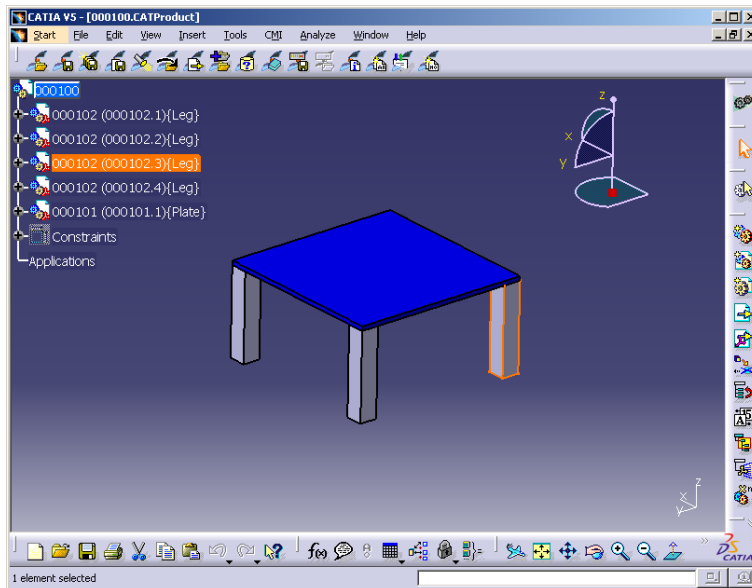 CATIA V5 - [000100.CATProduct]
Start File Edit View Insert Tools CMI Analyze Window Help
000100
000102 (000102.1){Leg}
000102 (000102.2){Leg}
000102 (000102.3){Leg}
000102 (000102.4){Leg}
000101 (000101.1){Plate}
Constraints
Applications
z
x
y
z
x
y
f(x)
CATIA
1 element selected